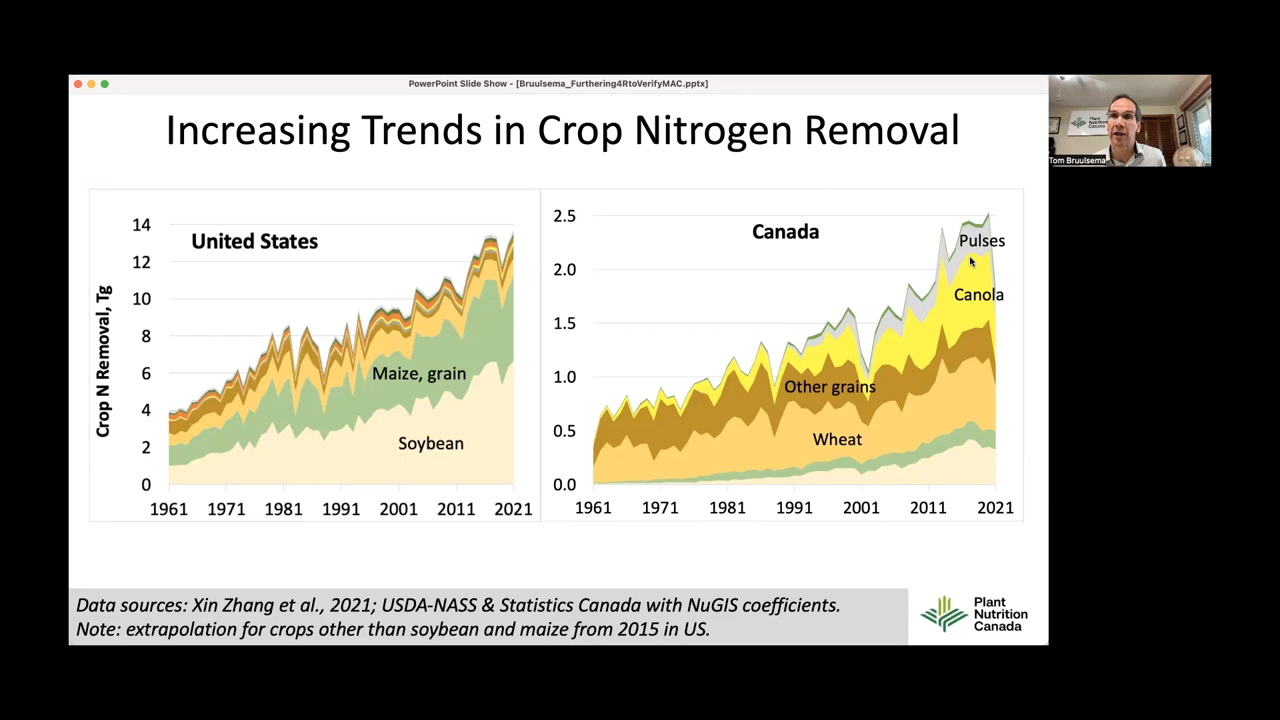 PowerPoint Slide Show - [Bruulsema_Furthering4RtoVerifyMAC.pptx]
Increasing Trends in Crop Nitrogen Removal
Plant
Nutrition
Canada
Tom Bruulsema
United States
Crop N Removal, Tg
14
12
10
8
6
4
2
0
Maize, grain
Soybean
1961 1971 1981 1991 2001 2011 2021
Canada
2.5
2.0
1.5
1.0
0.5
0.0
Pulses
Canola
Other grains
Wheat
1961 1971 1981 1991 2001 2011 2021
Data sources: Xin Zhang et al., 2021; USDA-NASS & Statistics Canada with NuGIS coefficients.
Note: extrapolation for crops other than soybean and maize from 2015 in US.
Plant
Nutrition
Canada